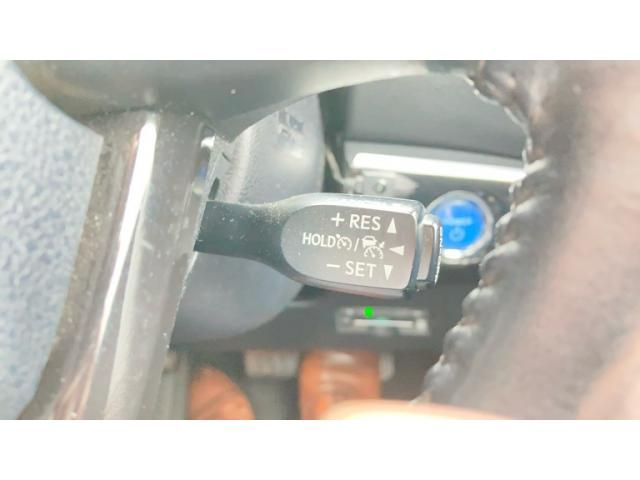 + RES ▲
HOLD / ◀
− SET ▼